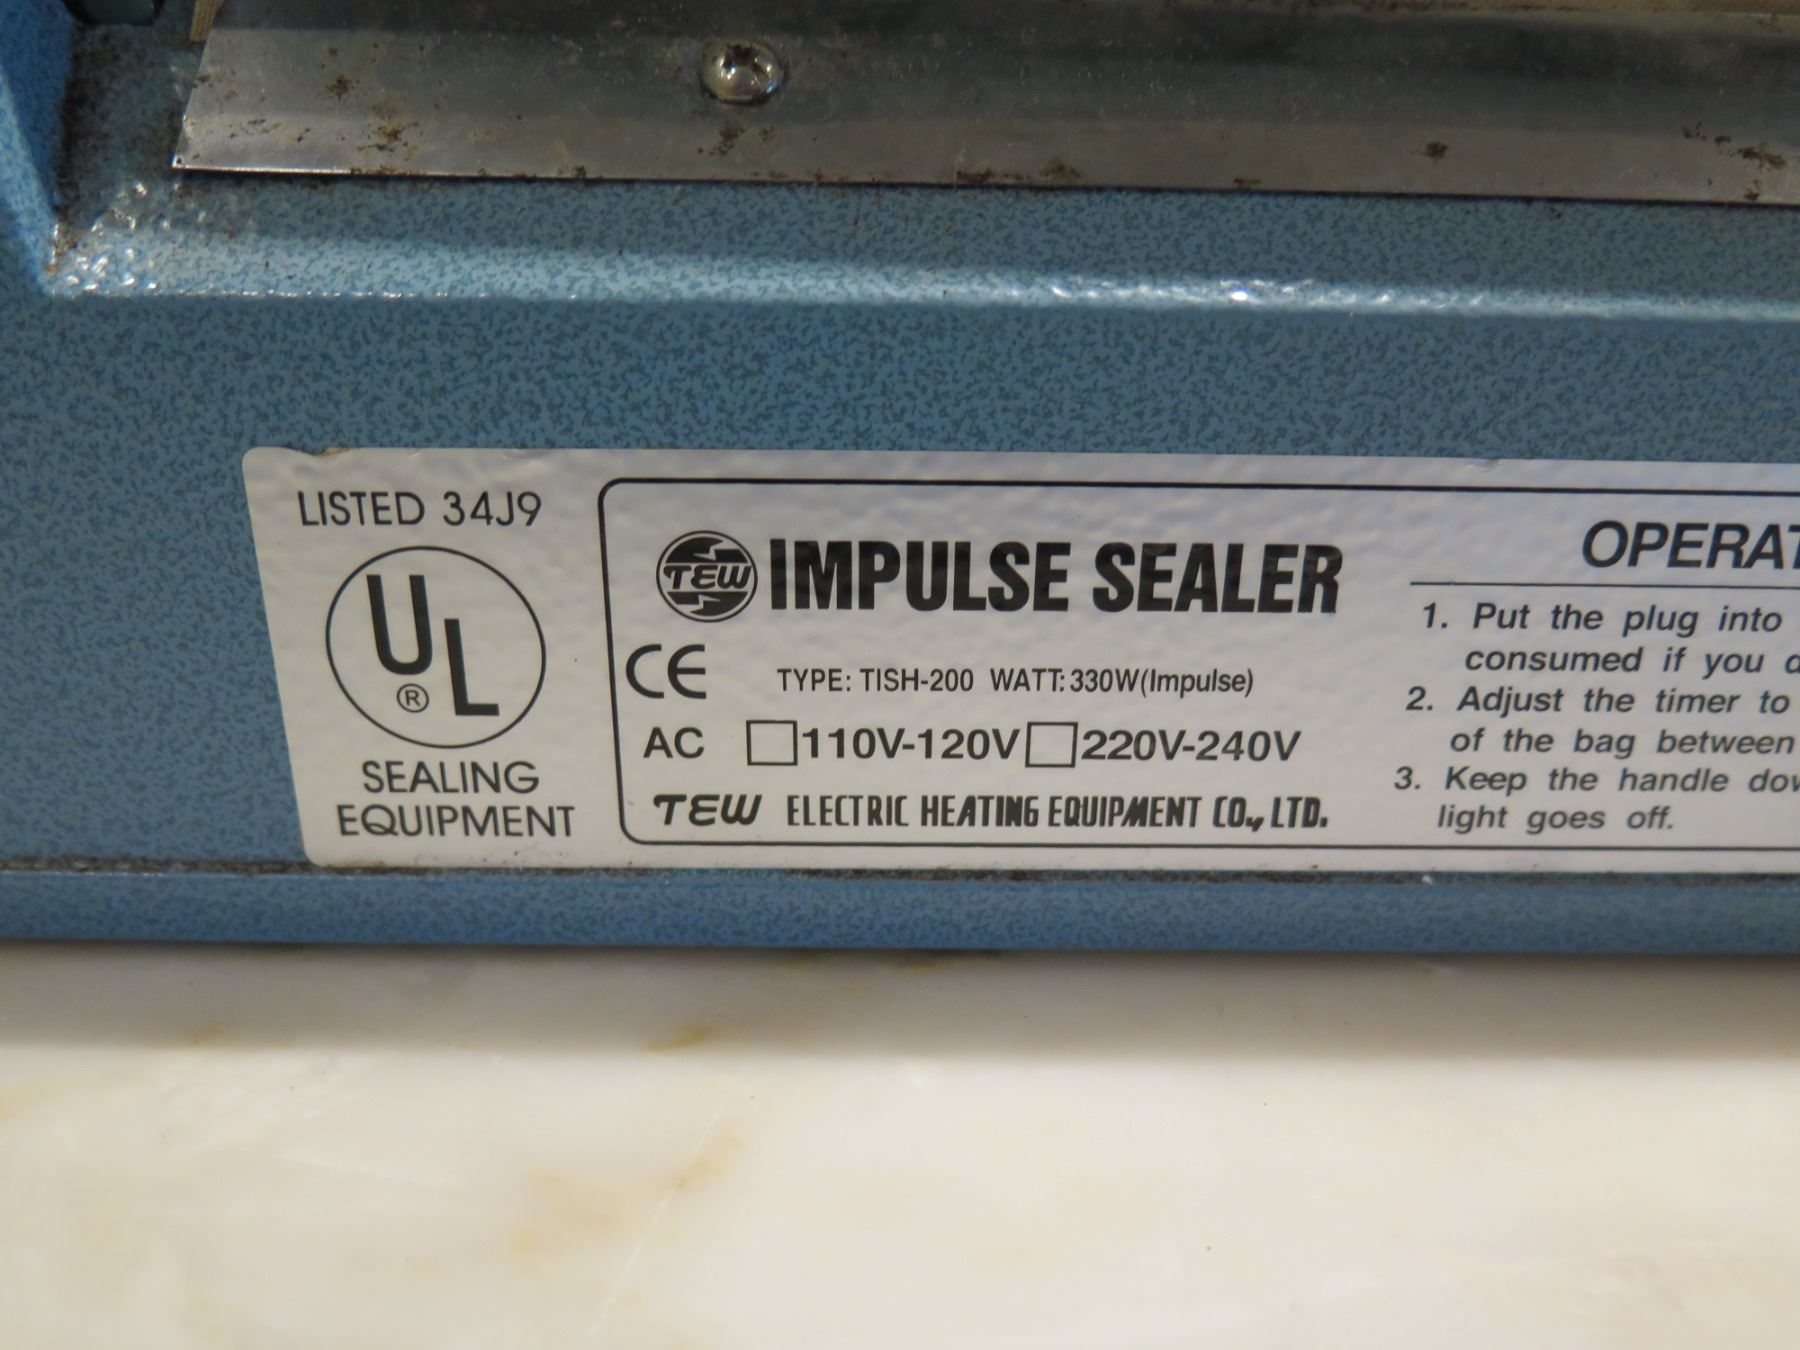 LISTED 34J9
UL
®
SEALING
EQUIPMENT
TEW IMPULSE SEALER
CE TYPE: TISH-200 WATT: 330W(Impulse)
AC 110V-120V 220V-240V
TEW ELECTRIC HEATING EQUIPMENT CO., LTD.
OPERAT
1. Put the plug into
consumed if you
2. Adjust the timer to
of the bag between
3. Keep the handle dow
light goes off.